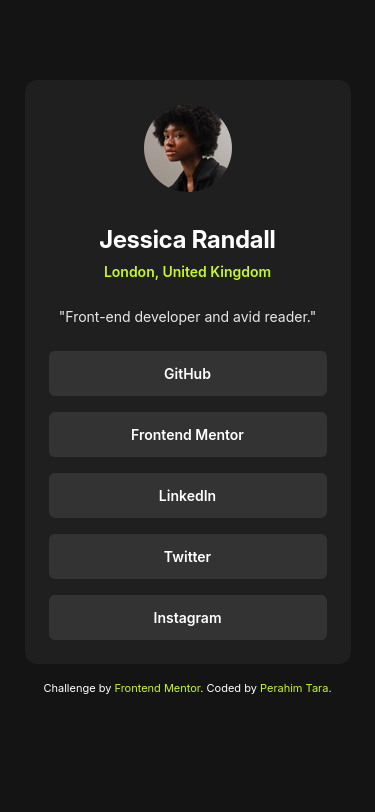 Jessica Randall
London, United Kingdom
"Front-end developer and avid reader."
GitHub
Frontend Mentor
LinkedIn
Twitter
Instagram
Challenge by Frontend Mentor. Coded by Perahim Tara.